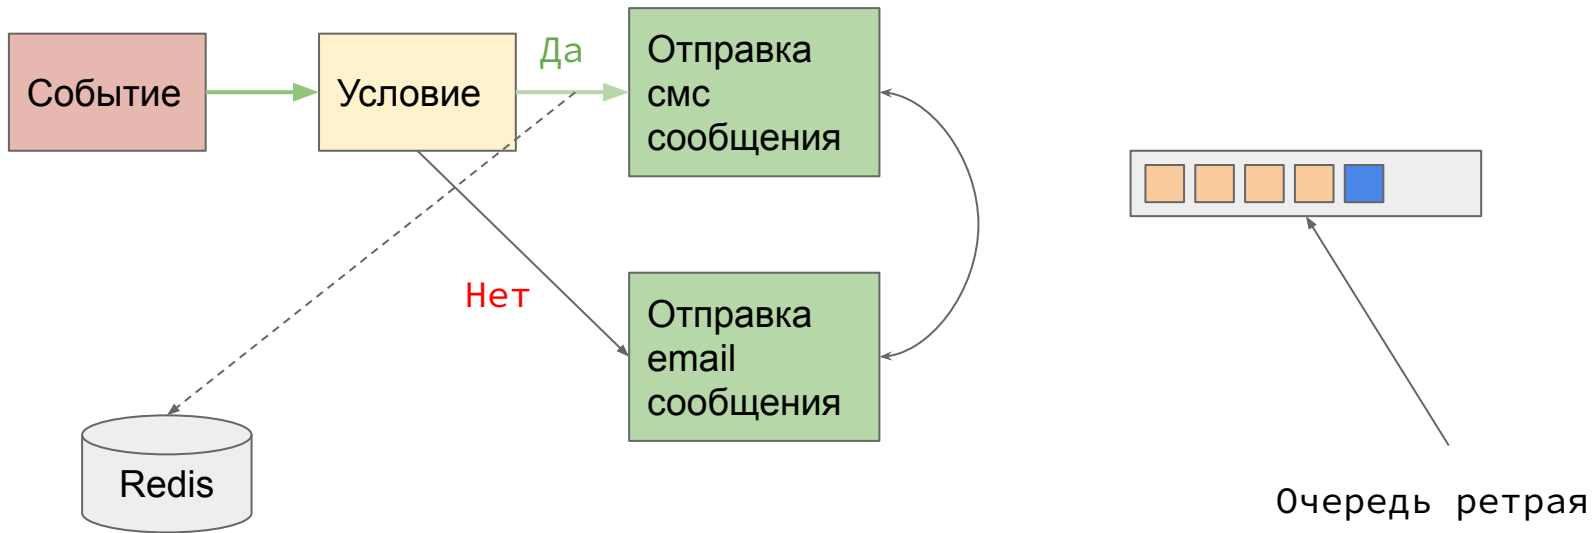 Событие
Условие
Да
Отправка
смс
сообщения
Нет
Отправка
email
сообщения
Redis
Очередь ретрая